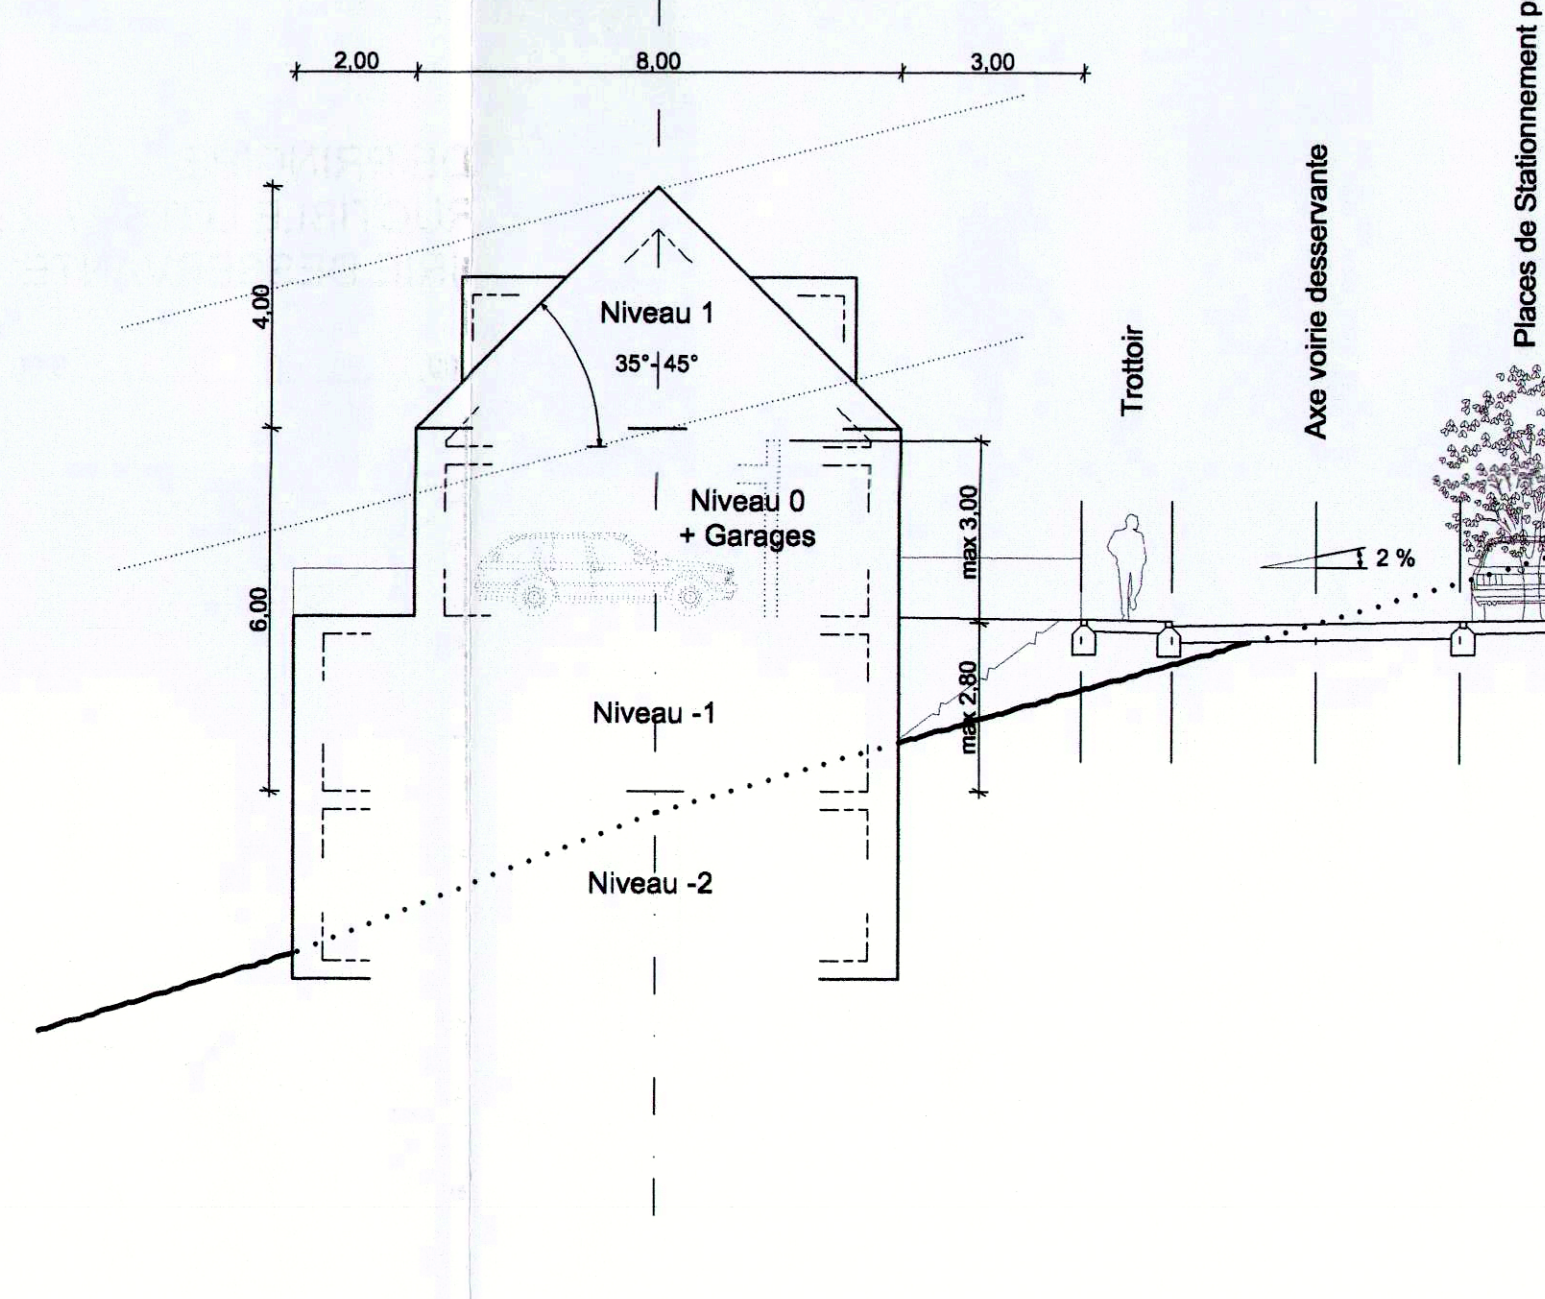 2,00
8,00
3,00
4,00
Niveau 1
35°-45°
6,00
Niveau 0
+ Garages
max 3,00
max 2,80
Niveau -1
Niveau -2
Trottoir
Axe voirie desservante
Places de Stationnement p
2 %